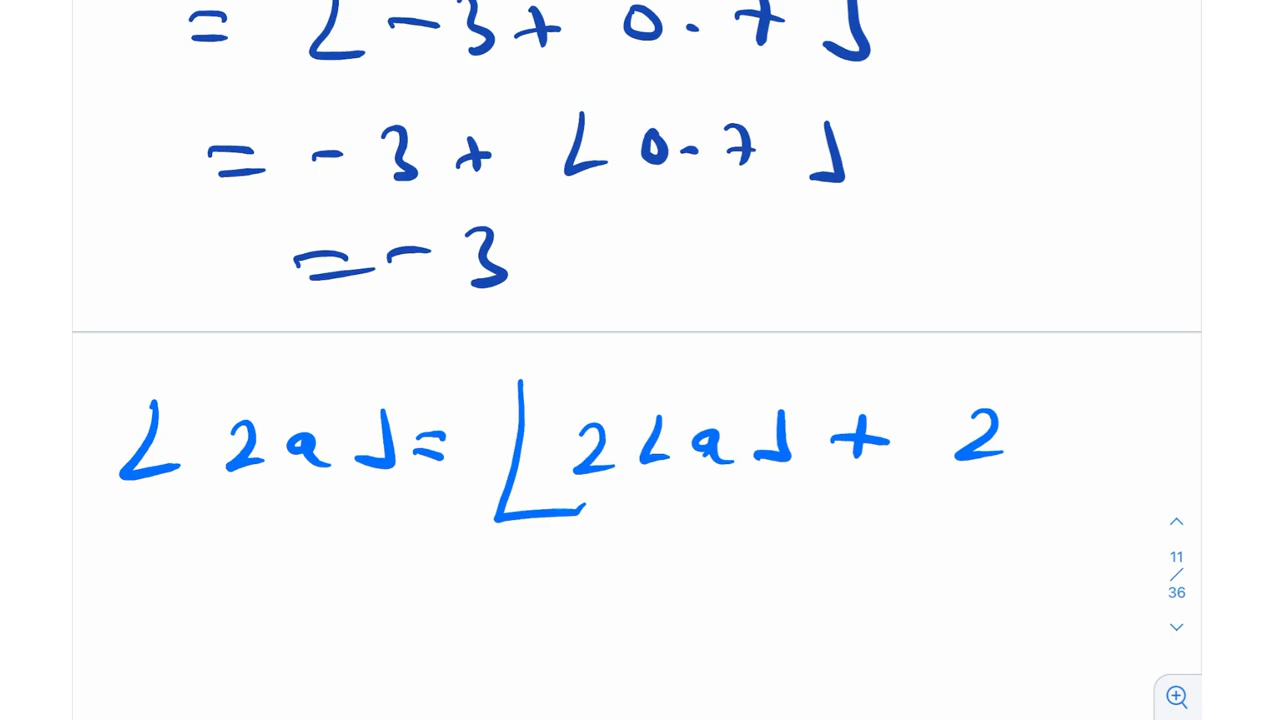 = ⌊ -3 + 0.7 ⌋
= -3 + ⌊ 0.7 ⌋
= -3
⌊ 2a ⌋ = ⌊ 2⌊a⌋ + 2
11
/
36